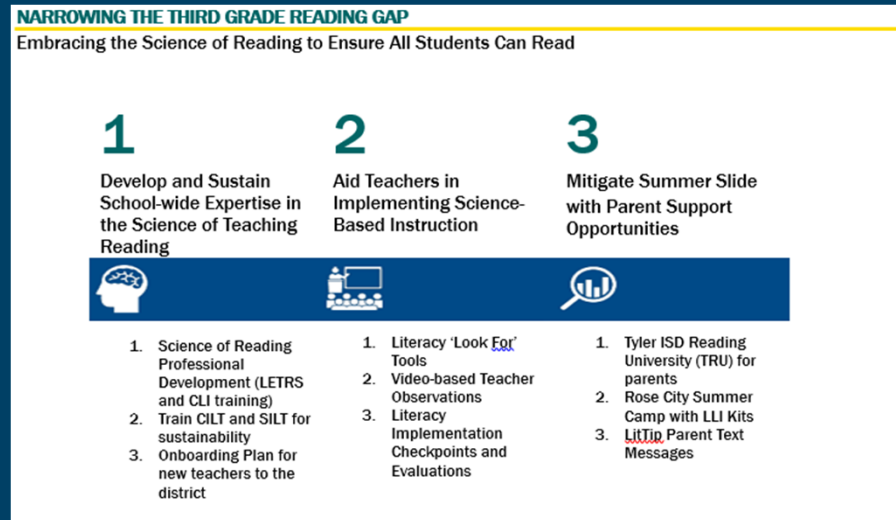 NARROWING THE THIRD GRADE READING GAP
Embracing the Science of Reading to Ensure All Students Can Read
1
Develop and Sustain
School-wide Expertise in
the Science of Teaching
Reading
2
Aid Teachers in
Implementing Science-
Based Instruction
3
Mitigate Summer Slide
with Parent Support
Opportunities
1. Science of Reading
Professional
Development (LETRS
and CLI training)
2. Train CILT and SILT for
sustainability
3. Onboarding Plan for
new teachers to the
district
1. Literacy ‘Look For’
Tools
2. Video-based Teacher
Observations
3. Literacy
Implementation
Checkpoints and
Evaluations
1. Tyler ISD Reading
University (TRU) for
parents
2. Rose City Summer
Camp with LLI Kits
3. LitTip Parent Text
Messages